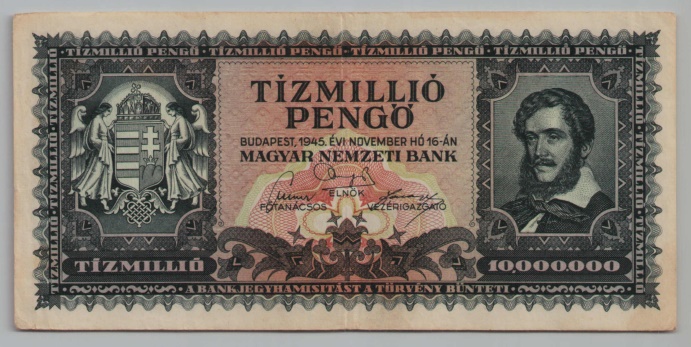 TÍZMILLIÓ PENGŐ · TÍZMILLIÓ PENGŐ · TÍZMILLIÓ PENGŐ · TÍZMILLIÓ PENGŐ
TÍZMILLIÓ PENGŐ
BUDAPEST, 1945. ÉVI NOVEMBER HÓ 16-ÁN
MAGYAR NEMZETI BANK
ELNÖK
FŐTANÁCSOS VEZÉRIGAZGATÓ
TÍZMILLIÓ
10,000.000
A BANKJEGYHAMISITÁST A TÖRVÉNY BÜNTETI